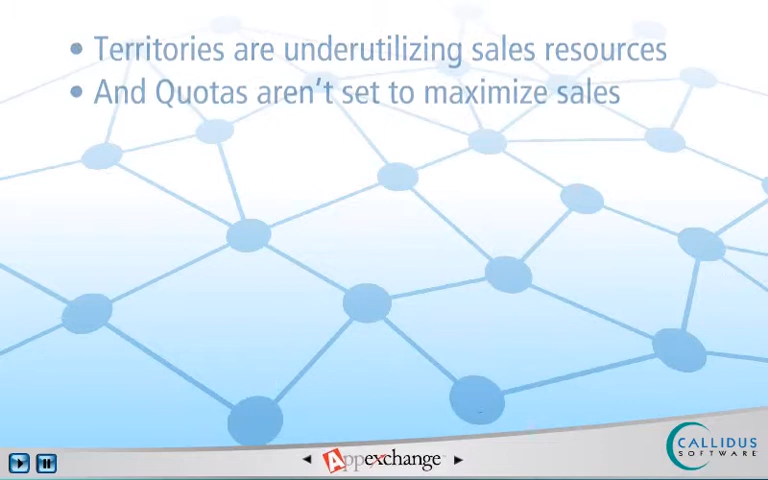 • Territories are underutilizing sales resources
• And Quotas aren't set to maximize sales
Appexchange
CALLIDUS
SOFTWARE